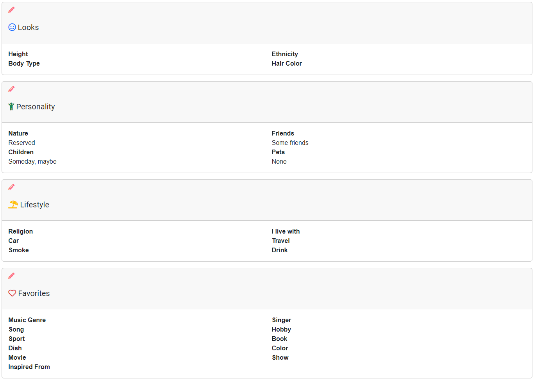 Looks
Height Ethnicity
Body Type Hair Color
Personality
Nature Friends
Reserved Some friends
Children Pets
Someday, maybe None
Lifestyle
Religion I live with
Car Travel
Smoke Drink
Favorites
Music Genre Singer
Song Hobby
Sport Book
Dish Color
Movie Show
Inspired From